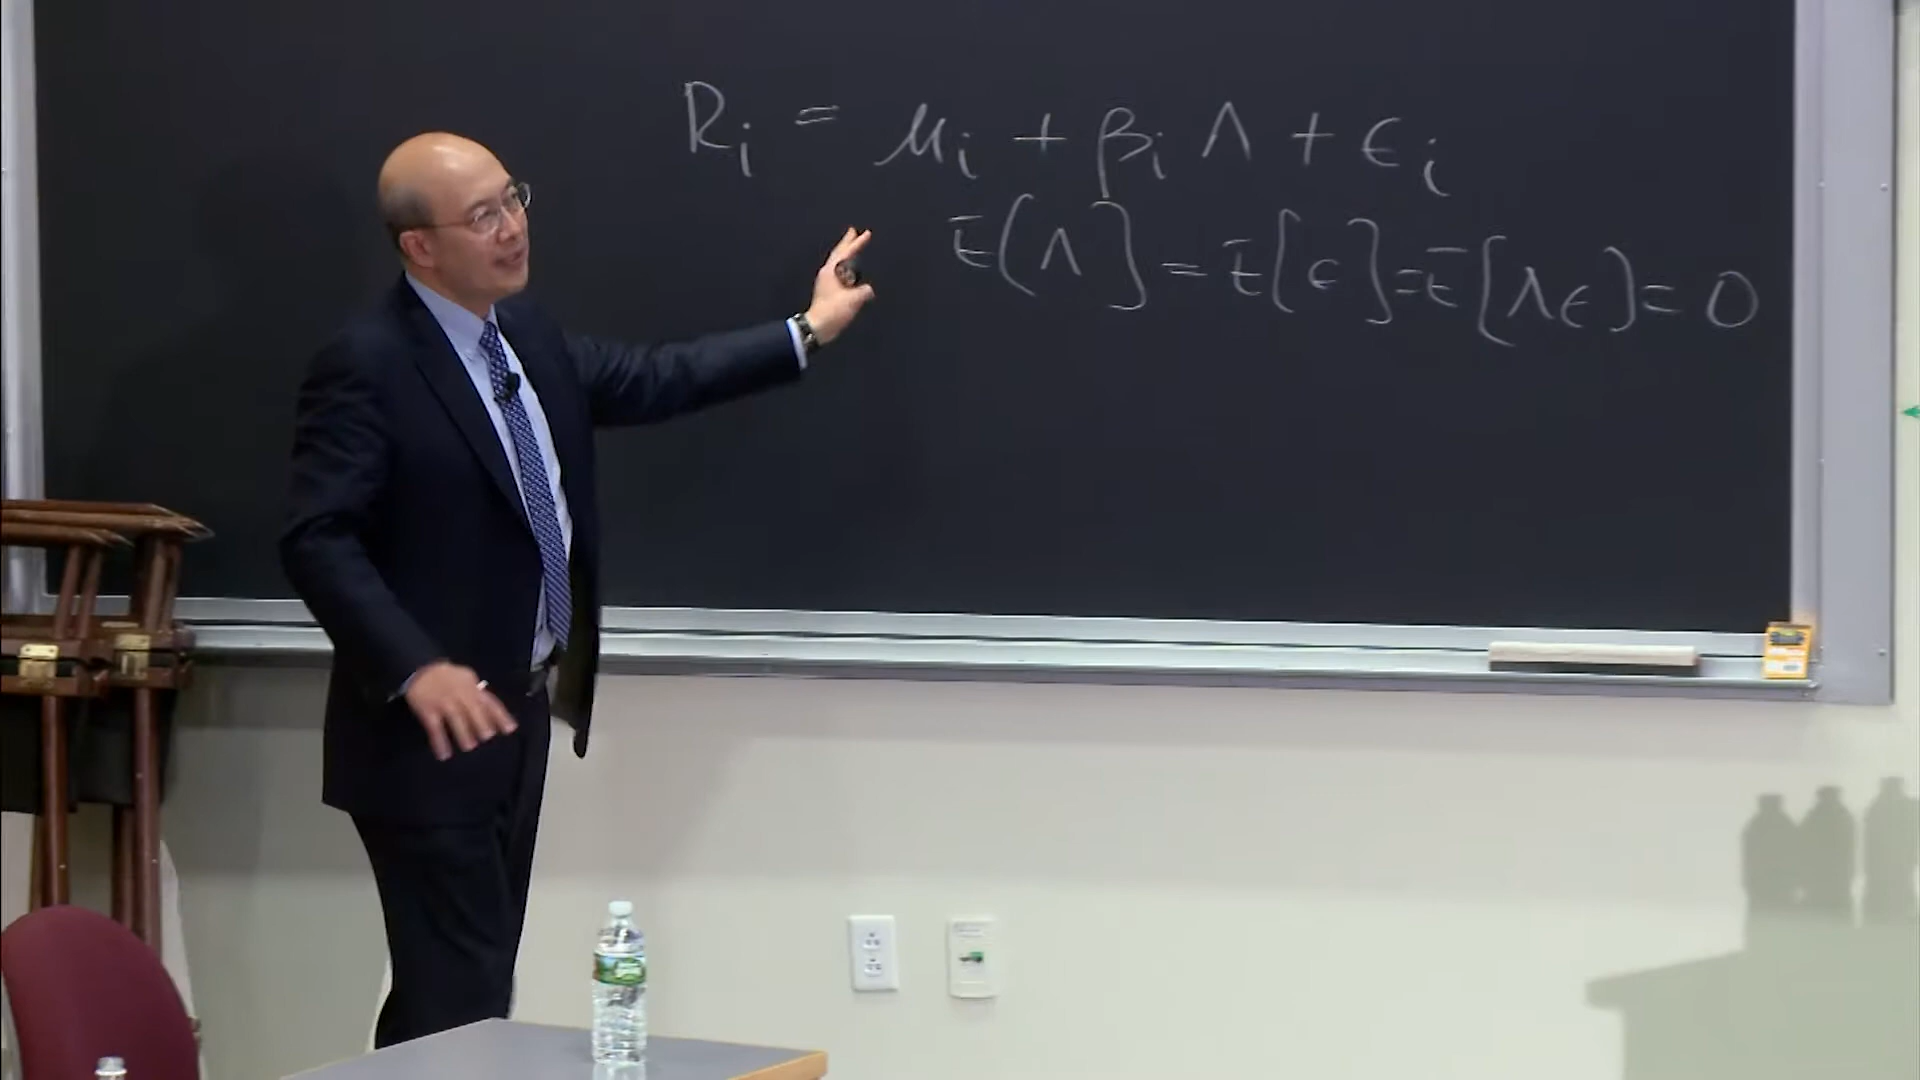 Rᵢ = μᵢ + βᵢ Λ + ϵᵢ
E[Λ] = E[ϵ] = E[Λϵ] = 0